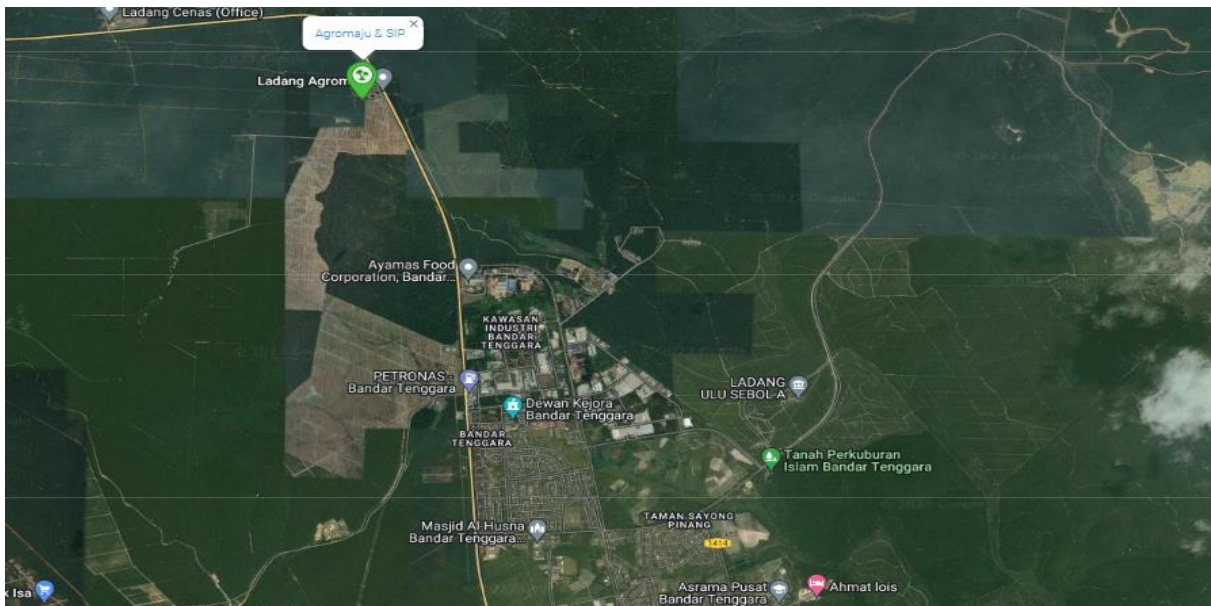 Ladang Cenas (Office)
Agromaju & SIP
Ladang Agrom
Ayamas Food
Corporation, Bandar...
KAWASAN
INDUSTRI
BANDAR
TENGGARA
PETRONAS -
Bandar Tenggara
LADANG
ULU SEBOL A
Dewan Kejora
Bandar Tenggara
BANDAR
TENGGARA
Tanah Perkuburan
Islam Bandar Tenggara
Masjid Al-Husna
Bandar Tenggara...
TAMAN SAYONG
PINANG
1414
k Isa
Asrama Pusat
Bandar Tenggara
Ahmat lois